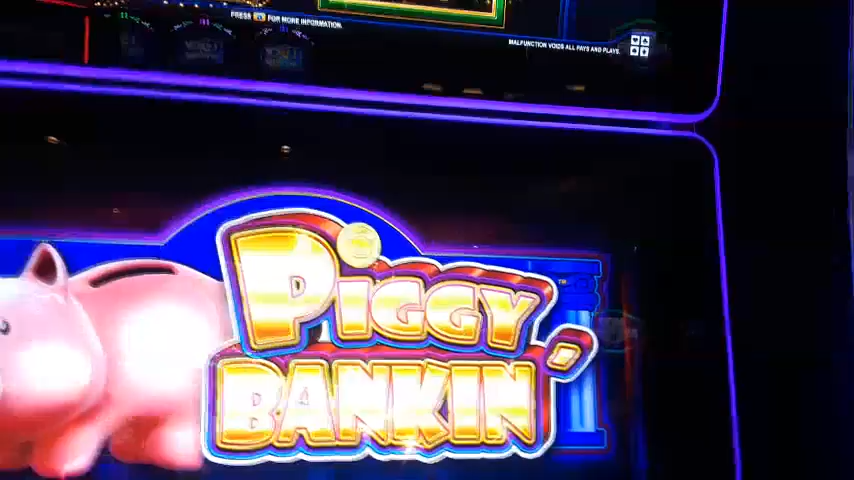 PRESS FOR MORE INFORMATION.
MALFUNCTION VOIDS ALL PAYS AND PLAYS.
PIGGY
BANKIN'